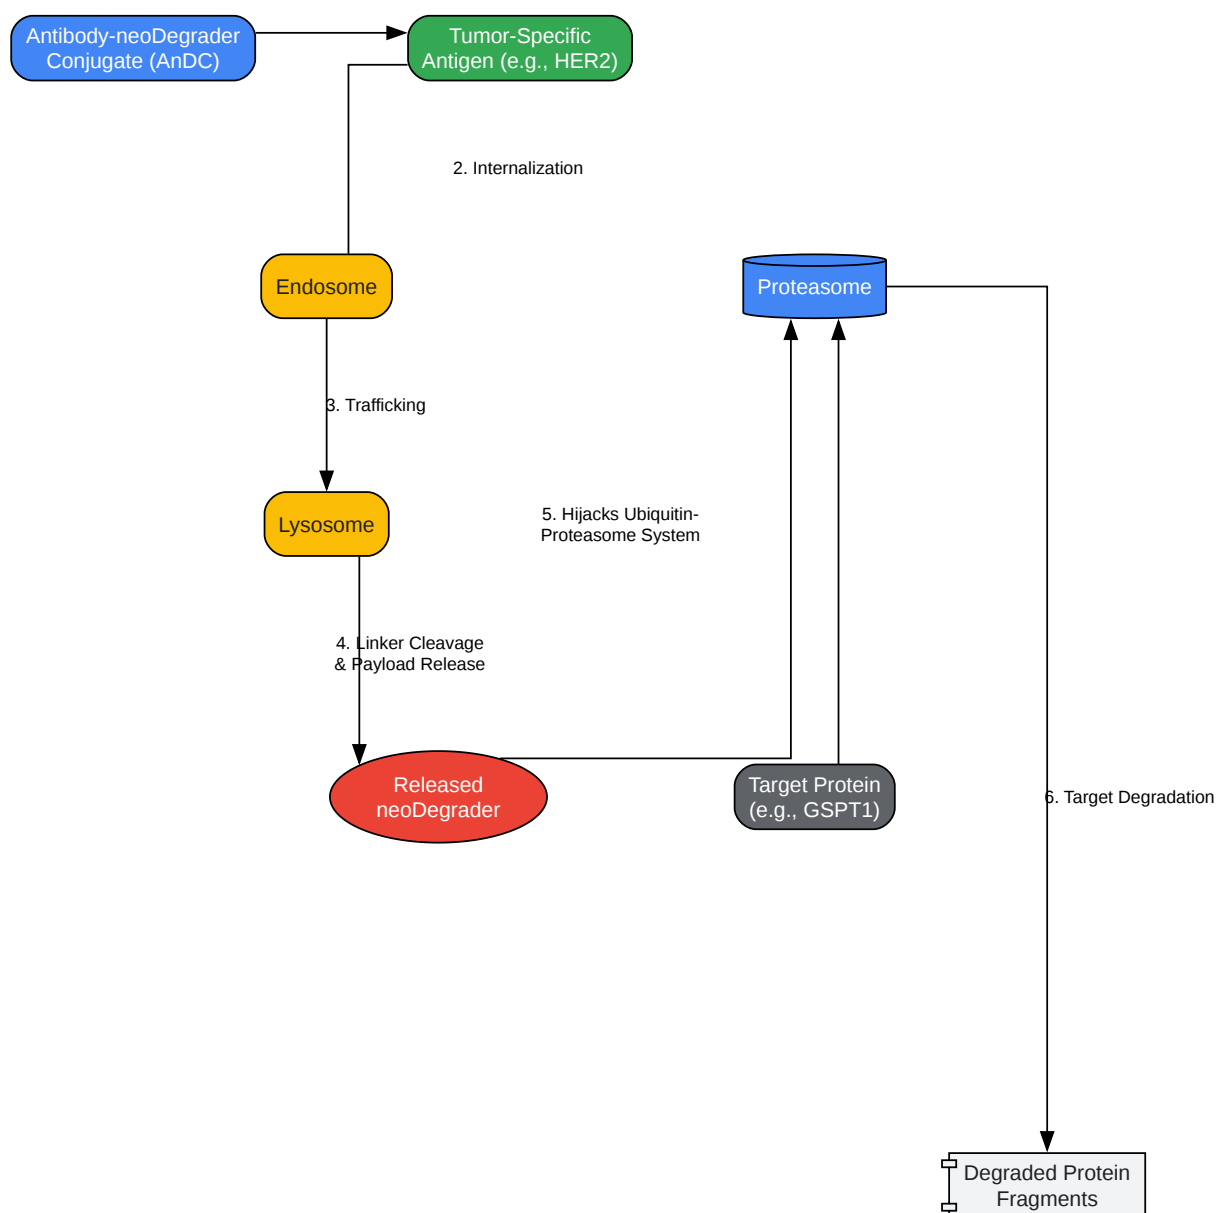 Antibody-neoDegrader
Conjugate (AnDC)
Tumor-Specific
Antigen (e.g., HER2)
2. Internalization
Endosome
Proteasome
3. Trafficking
Lysosome
5. Hijacks Ubiquitin-
Proteasome System
4. Linker Cleavage
& Payload Release
Released
neoDegrader
Target Protein
(e.g., GSPT1)
6. Target Degradation
Degraded Protein
Fragments